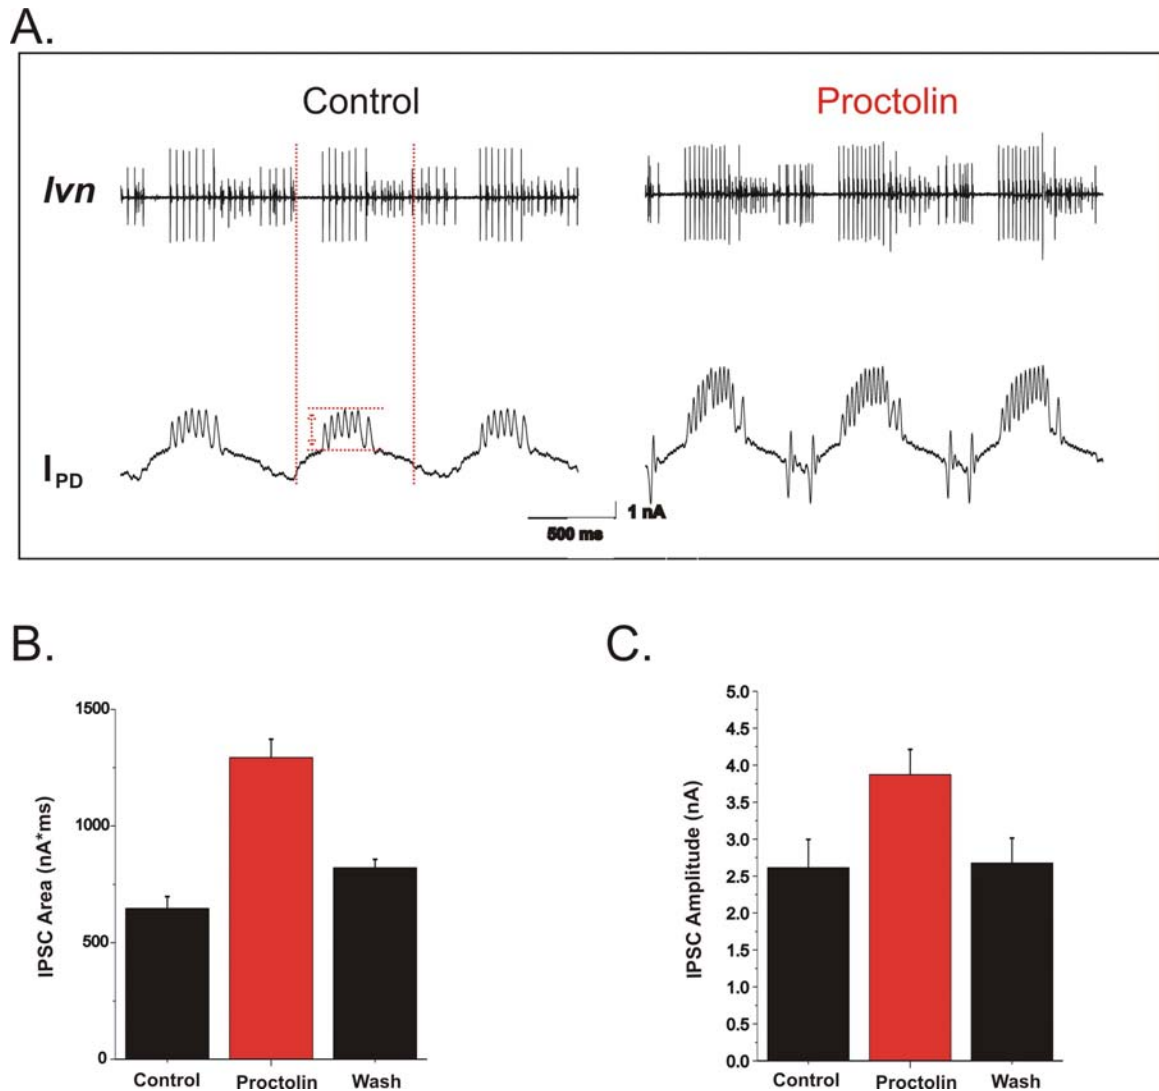 A.
Control
Proctolin
lvn
IPD
1 nA
500 ms
B.
IPSC Area (nA*ms)
1500
1000
500
0
Control
Proctolin
Wash
C.
IPSC Amplitude (nA)
5.0
4.5
4.0
3.5
3.0
2.5
2.0
1.5
1.0
0.5
0.0
Control
Proctolin
Wash